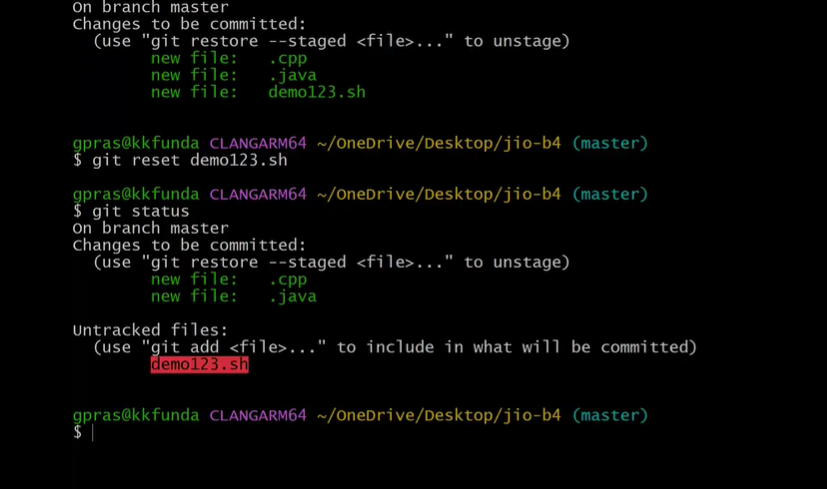 On branch master
Changes to be committed:
  (use "git restore --staged <file>..." to unstage)
        new file:   .cpp
        new file:   .java
        new file:   demo123.sh

gpras@kkfunda CLANGARM64 ~/OneDrive/Desktop/jio-b4 (master)
$ git reset demo123.sh

gpras@kkfunda CLANGARM64 ~/OneDrive/Desktop/jio-b4 (master)
$ git status
On branch master
Changes to be committed:
  (use "git restore --staged <file>..." to unstage)
        new file:   .cpp
        new file:   .java

Untracked files:
  (use "git add <file>..." to include in what will be committed)
        demo123.sh

gpras@kkfunda CLANGARM64 ~/OneDrive/Desktop/jio-b4 (master)
$